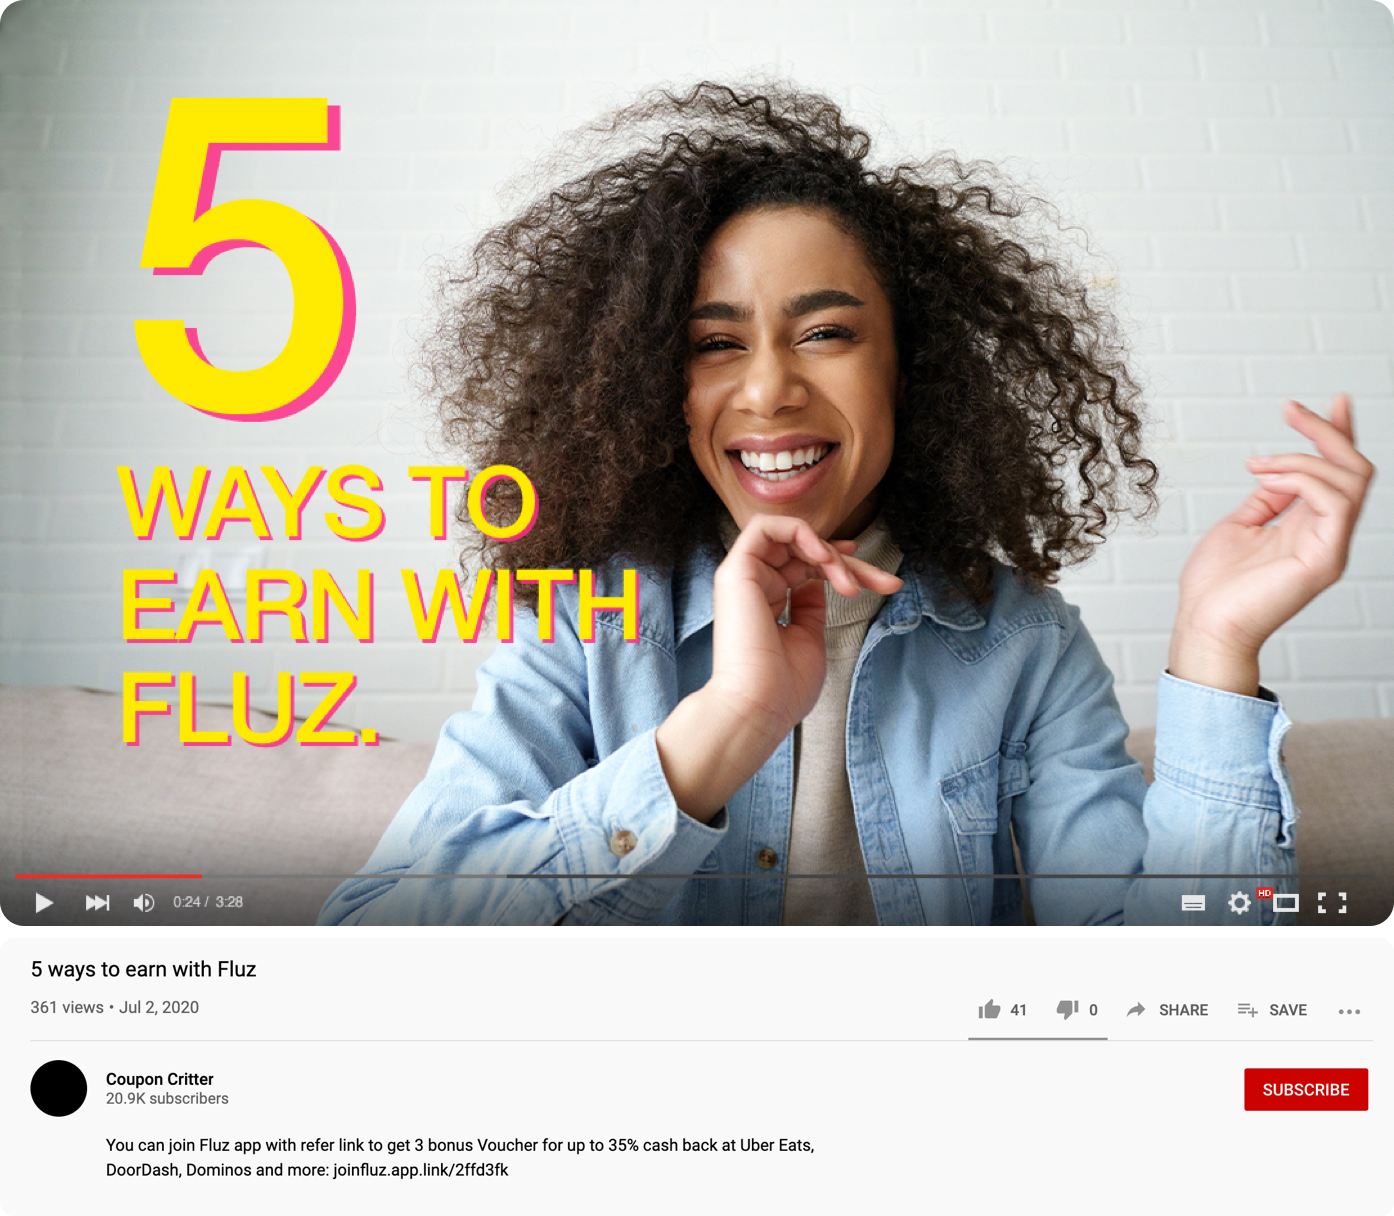 5
WAYS TO
EARN WITH
FLUZ.
0:24 / 3:28
HD
5 ways to earn with Fluz
361 views • Jul 2, 2020
41
0
SHARE
SAVE
Coupon Critter
20.9K subscribers
SUBSCRIBE
You can join Fluz app with refer link to get 3 bonus Voucher for up to 35% cash back at Uber Eats,
DoorDash, Dominos and more: joinfluz.app.link/2ffd3fk